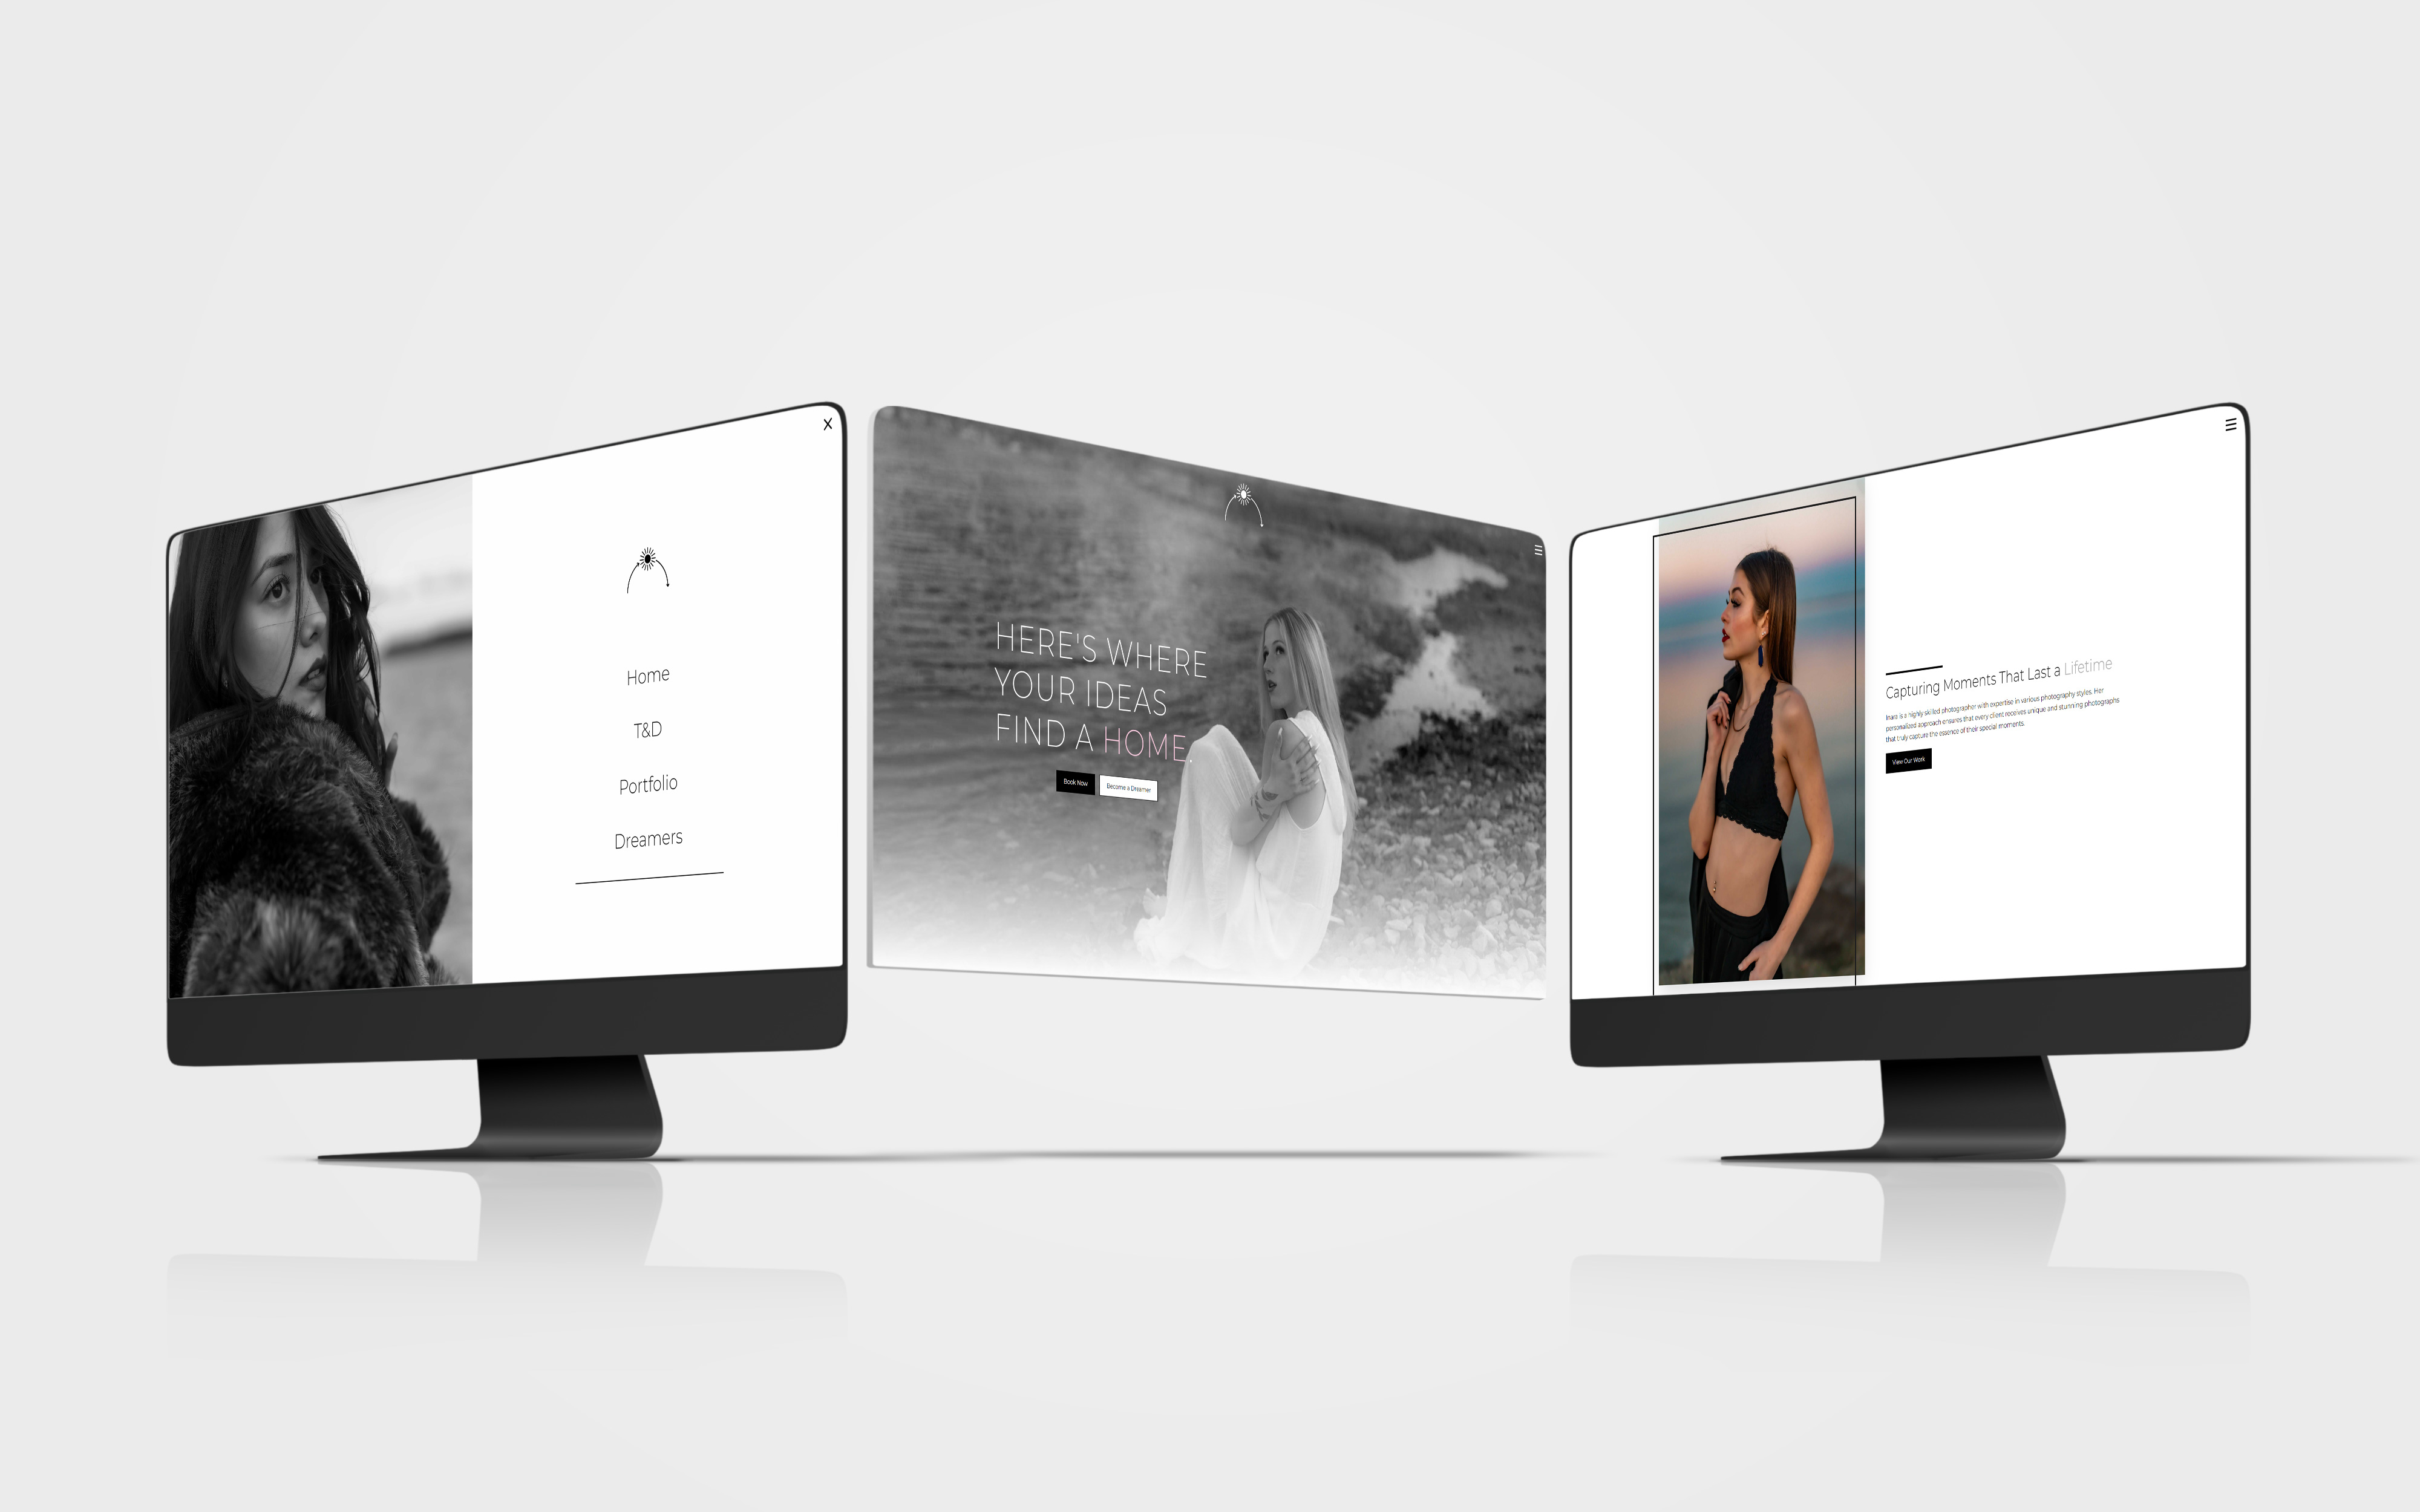 X
Home
T&D
Portfolio
Dreamers
HERE'S WHERE
YOUR IDEAS
FIND A HOME.
Book Now
Become a Dreamer
Capturing Moments That Last a Lifetime
Inara is a highly skilled photographer with expertise in various photography styles. Her
personalized approach ensures that every client receives unique and stunning photographs
that truly capture the essence of their special moments.
View Our Work